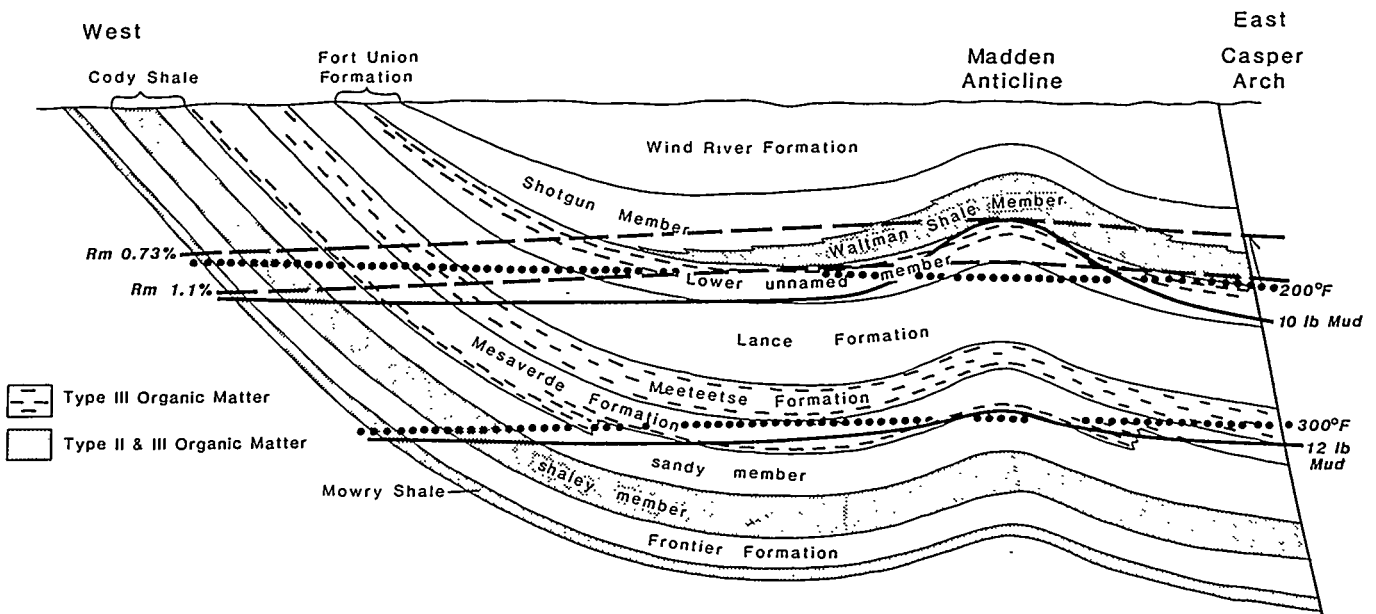 West
East
Cody Shale
Fort Union
Formation
Madden
Anticline
Casper
Arch
Wind River Formation
Shotgun Member
Waltman Shale Member
Rm 0.73%
Rm 1.1%
Lower unnamed member
200°F
10 lb Mud
Lance Formation
Mesaverde Formation
Meeteetse Formation
Type III Organic Matter
Type II & III Organic Matter
300°F
12 lb
Mud
sandy member
shaley member
Mowry Shale
Frontier Formation